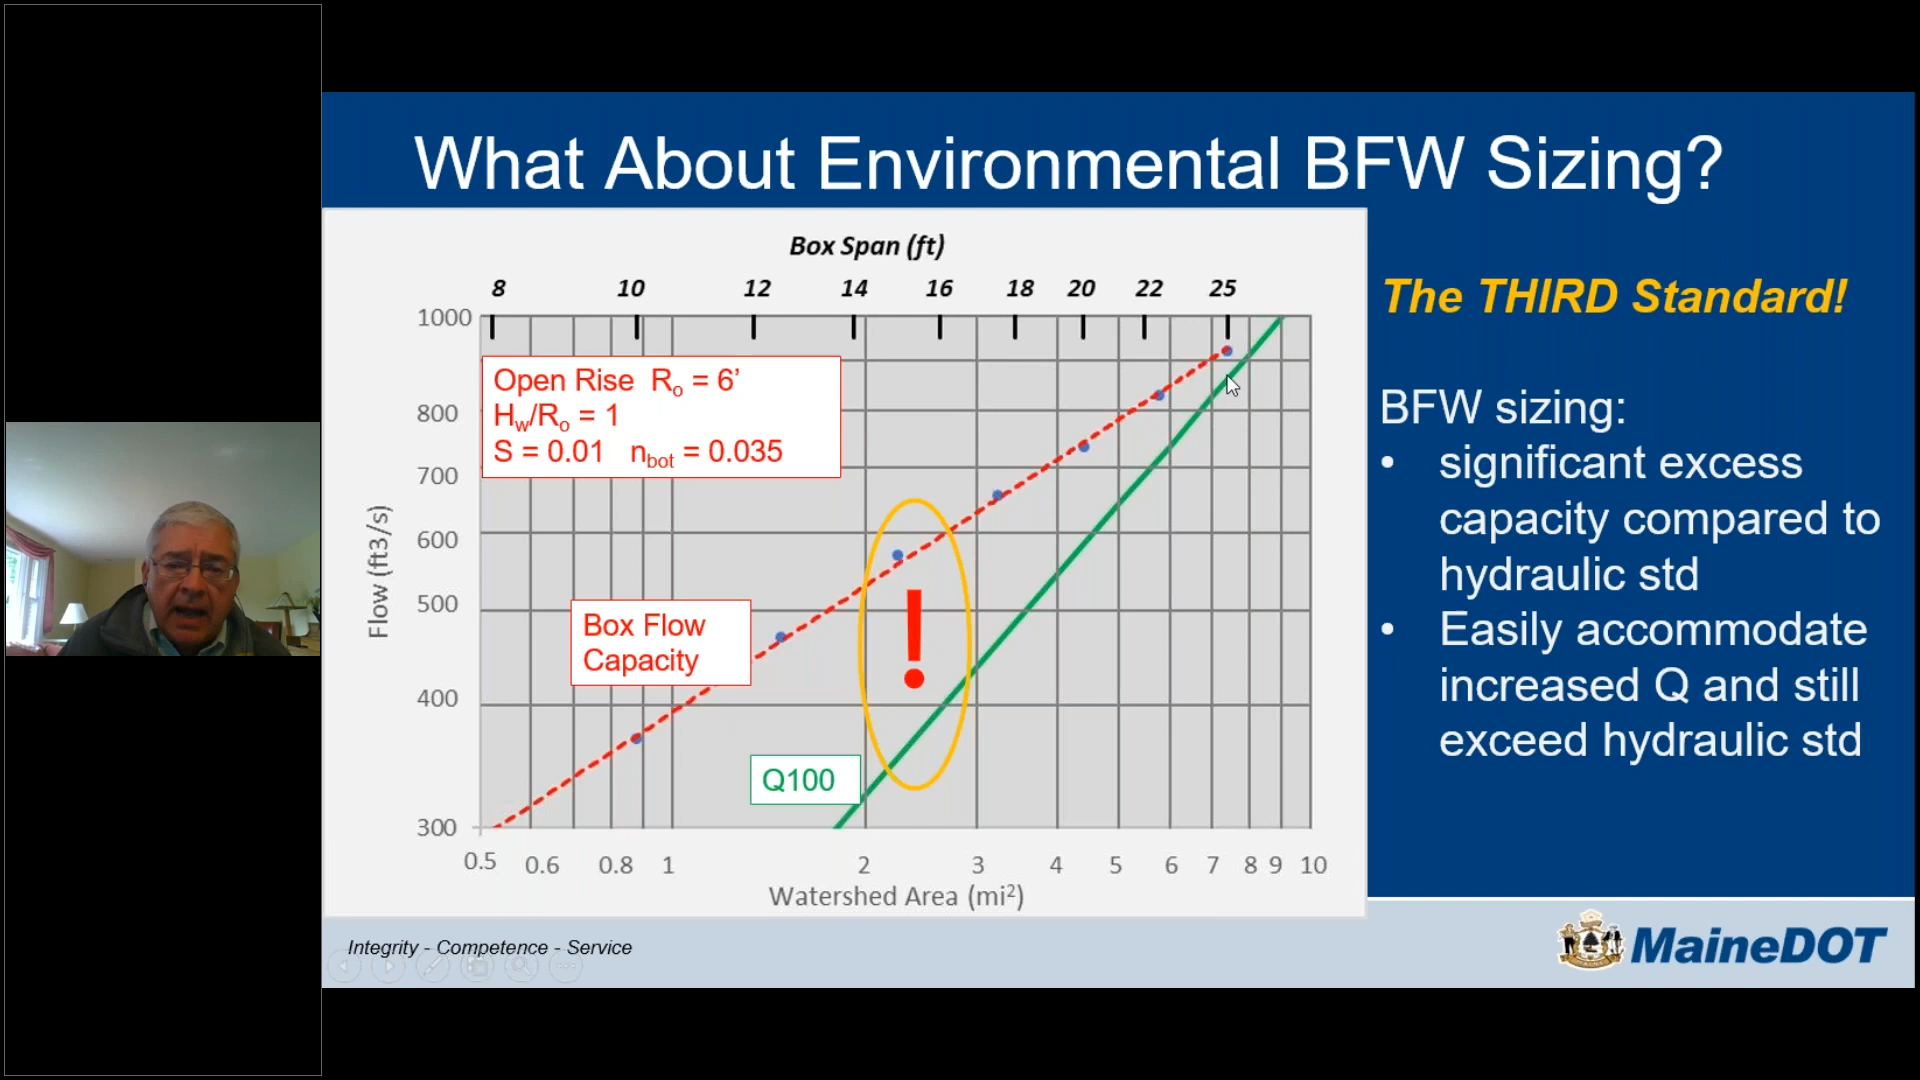 What About Environmental BFW Sizing?
Box Span (ft)
8 10 12 14 16 18 20 22 25
1000
800
700
600
500
400
300
Flow (ft3/s)
Open Rise Rₒ = 6’
H_w/Rₒ = 1
S = 0.01 n_bot = 0.035
Box Flow
Capacity
!
Q100
0.5 0.6 0.8 1 2 3 4 5 6 7 8 9 10
Watershed Area (mi²)
The THIRD Standard!
BFW sizing:
• significant excess
capacity compared to
hydraulic std
• Easily accommodate
increased Q and still
exceed hydraulic std
Integrity - Competence - Service
MaineDOT